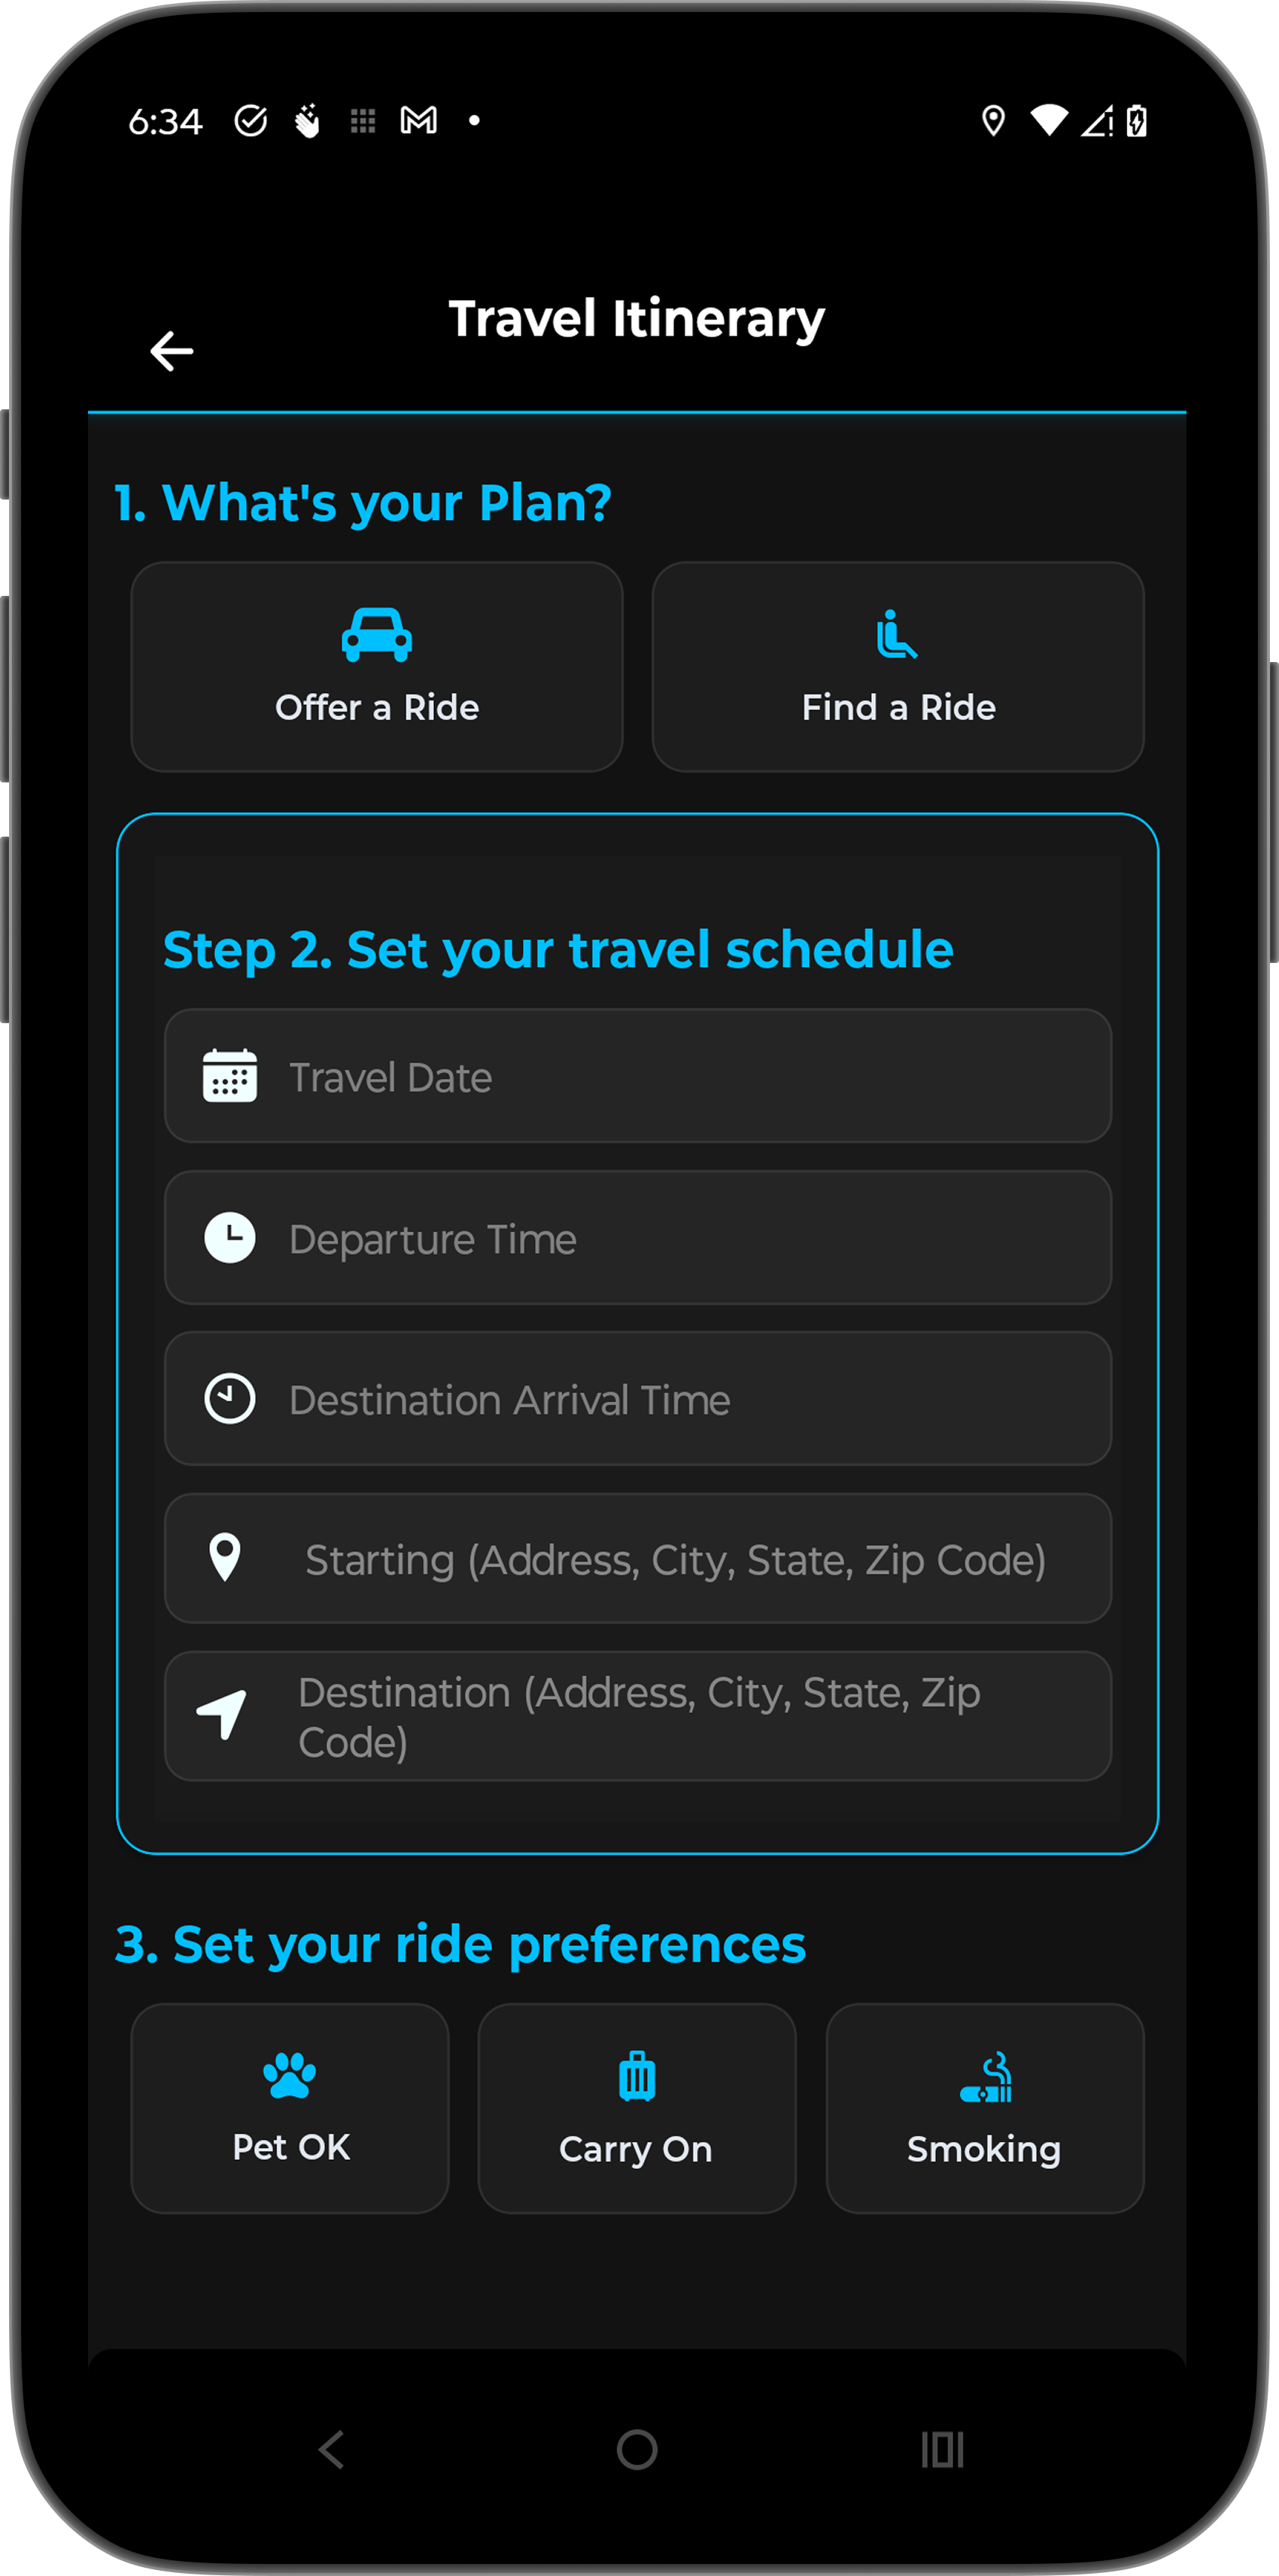 6:34
Travel Itinerary
1. What's your Plan?
Offer a Ride
Find a Ride
Step 2. Set your travel schedule
Travel Date
Departure Time
Destination Arrival Time
Starting (Address, City, State, Zip Code)
Destination (Address, City, State, Zip
Code)
3. Set your ride preferences
Pet OK
Carry On
Smoking